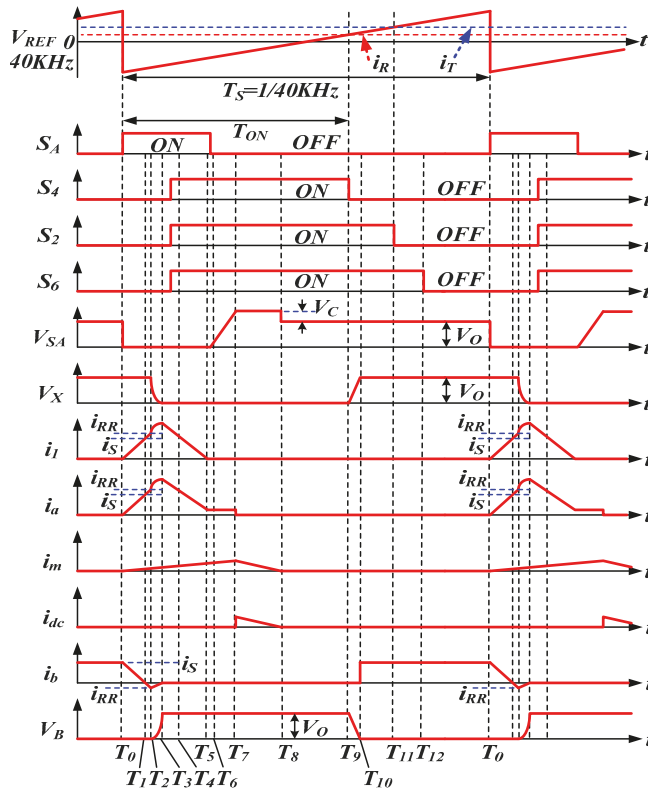 V_REF 0 t
40KHz
i_R i_T
T_S=1/40KHz
T_ON
S_A ON OFF t
S_4 ON OFF t
S_2 ON OFF t
S_6 ON OFF t
V_C
V_SA V_O t
V_X V_O t
i_RR i_RR
i_S i_S
i_1 t
i_RR i_RR
i_S i_S
i_a t
i_m t
i_dc t
i_S
i_b t
i_RR
V_B V_O t
T_0 T_5 T_7 T_8 T_9 T_11 T_12 T_0
T_1 T_2 T_3 T_4 T_6 T_10